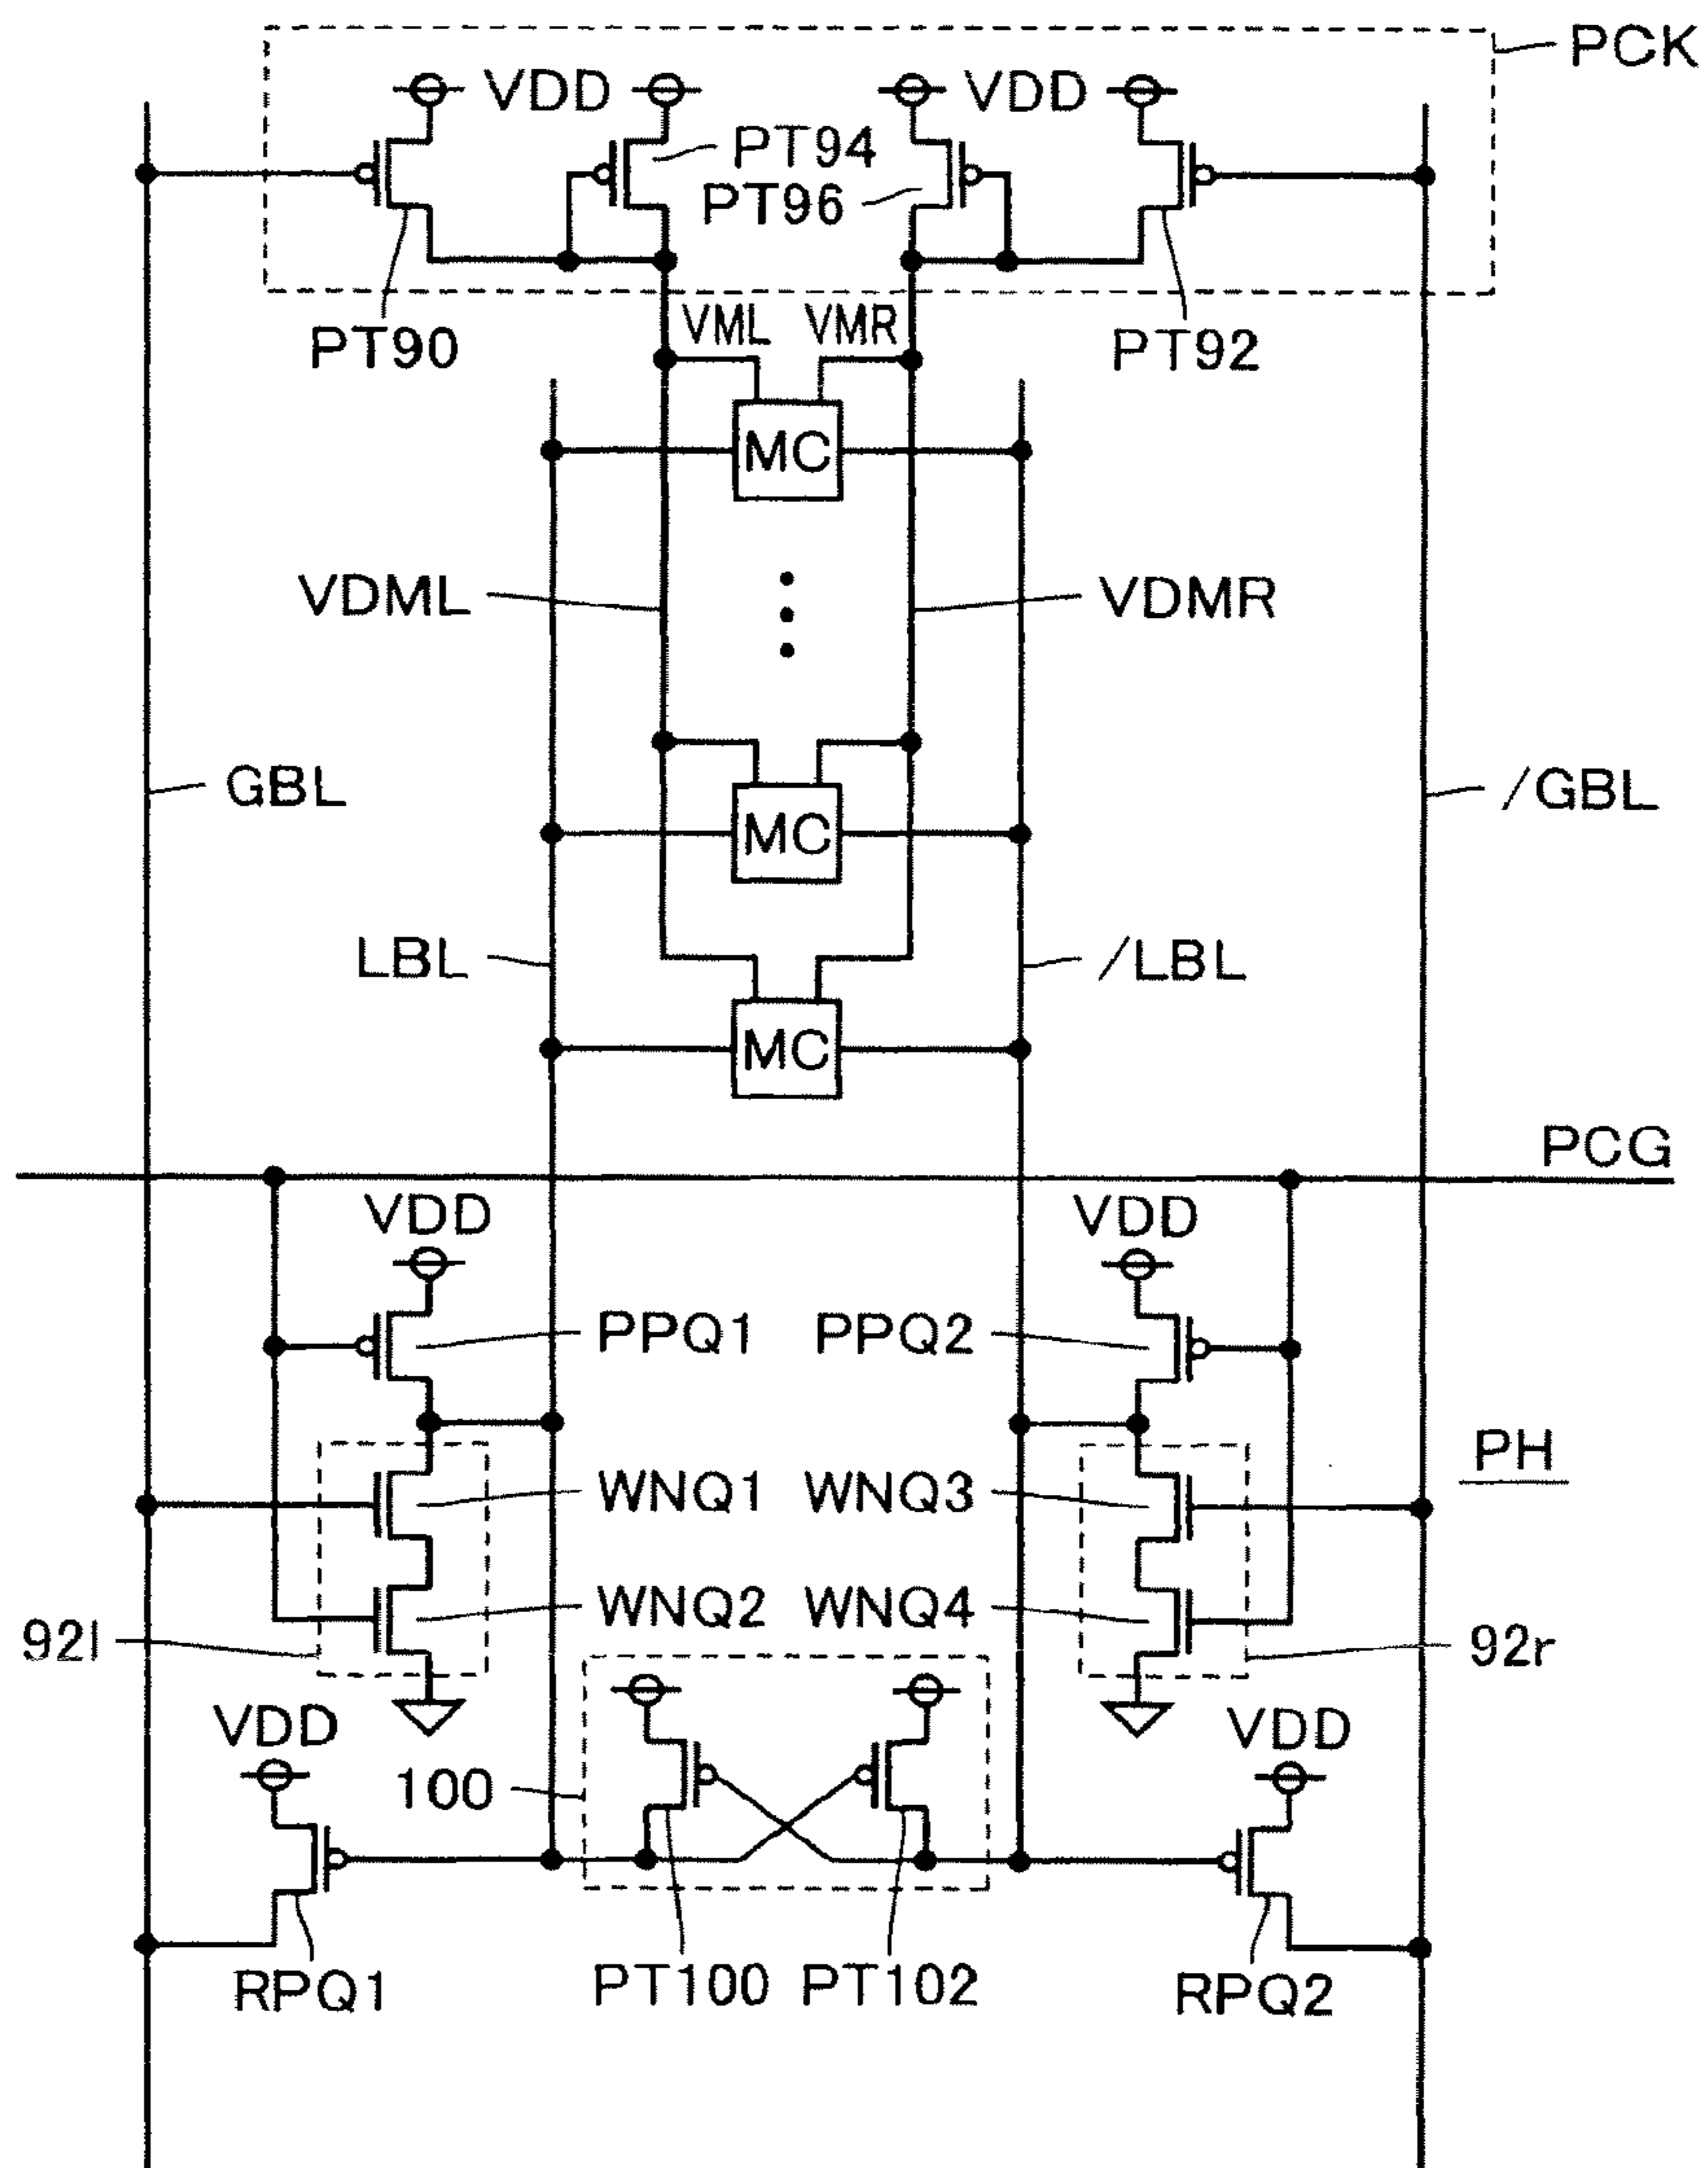 PCK
VDD VDD
PT94
PT96
PT90 VML VMR PT92
MC
VDML VDMR
GBL MC /GBL
LBL /LBL
MC
PCG
VDD VDD
PPQ1 PPQ2
PH
WNQ1 WNQ3
WNQ2 WNQ4
92l 92r
VDD VDD
100
RPQ1 PT100 PT102 RPQ2